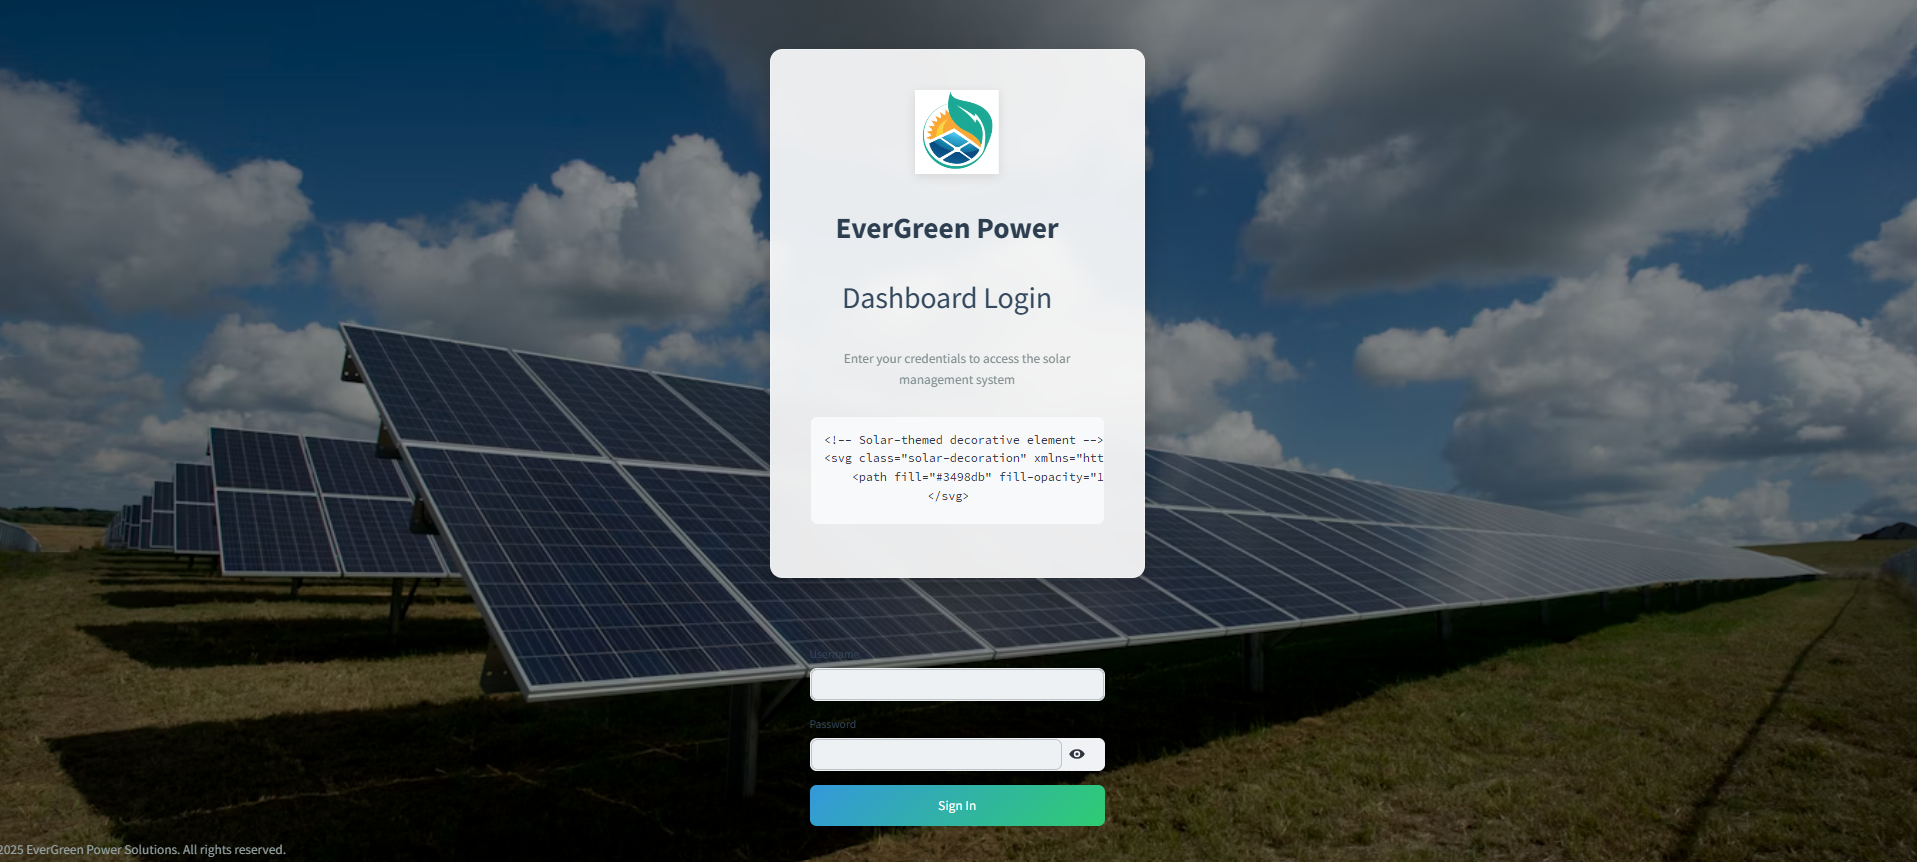 EverGreen Power
Dashboard Login
Enter your credentials to access the solar
management system
<!-- Solar-themed decorative element -->
<svg class="solar-decoration" xmlns="htt
<path fill="#3498db" fill-opacity="1
</svg>
Username
Password
Sign In
2025 EverGreen Power Solutions. All rights reserved.